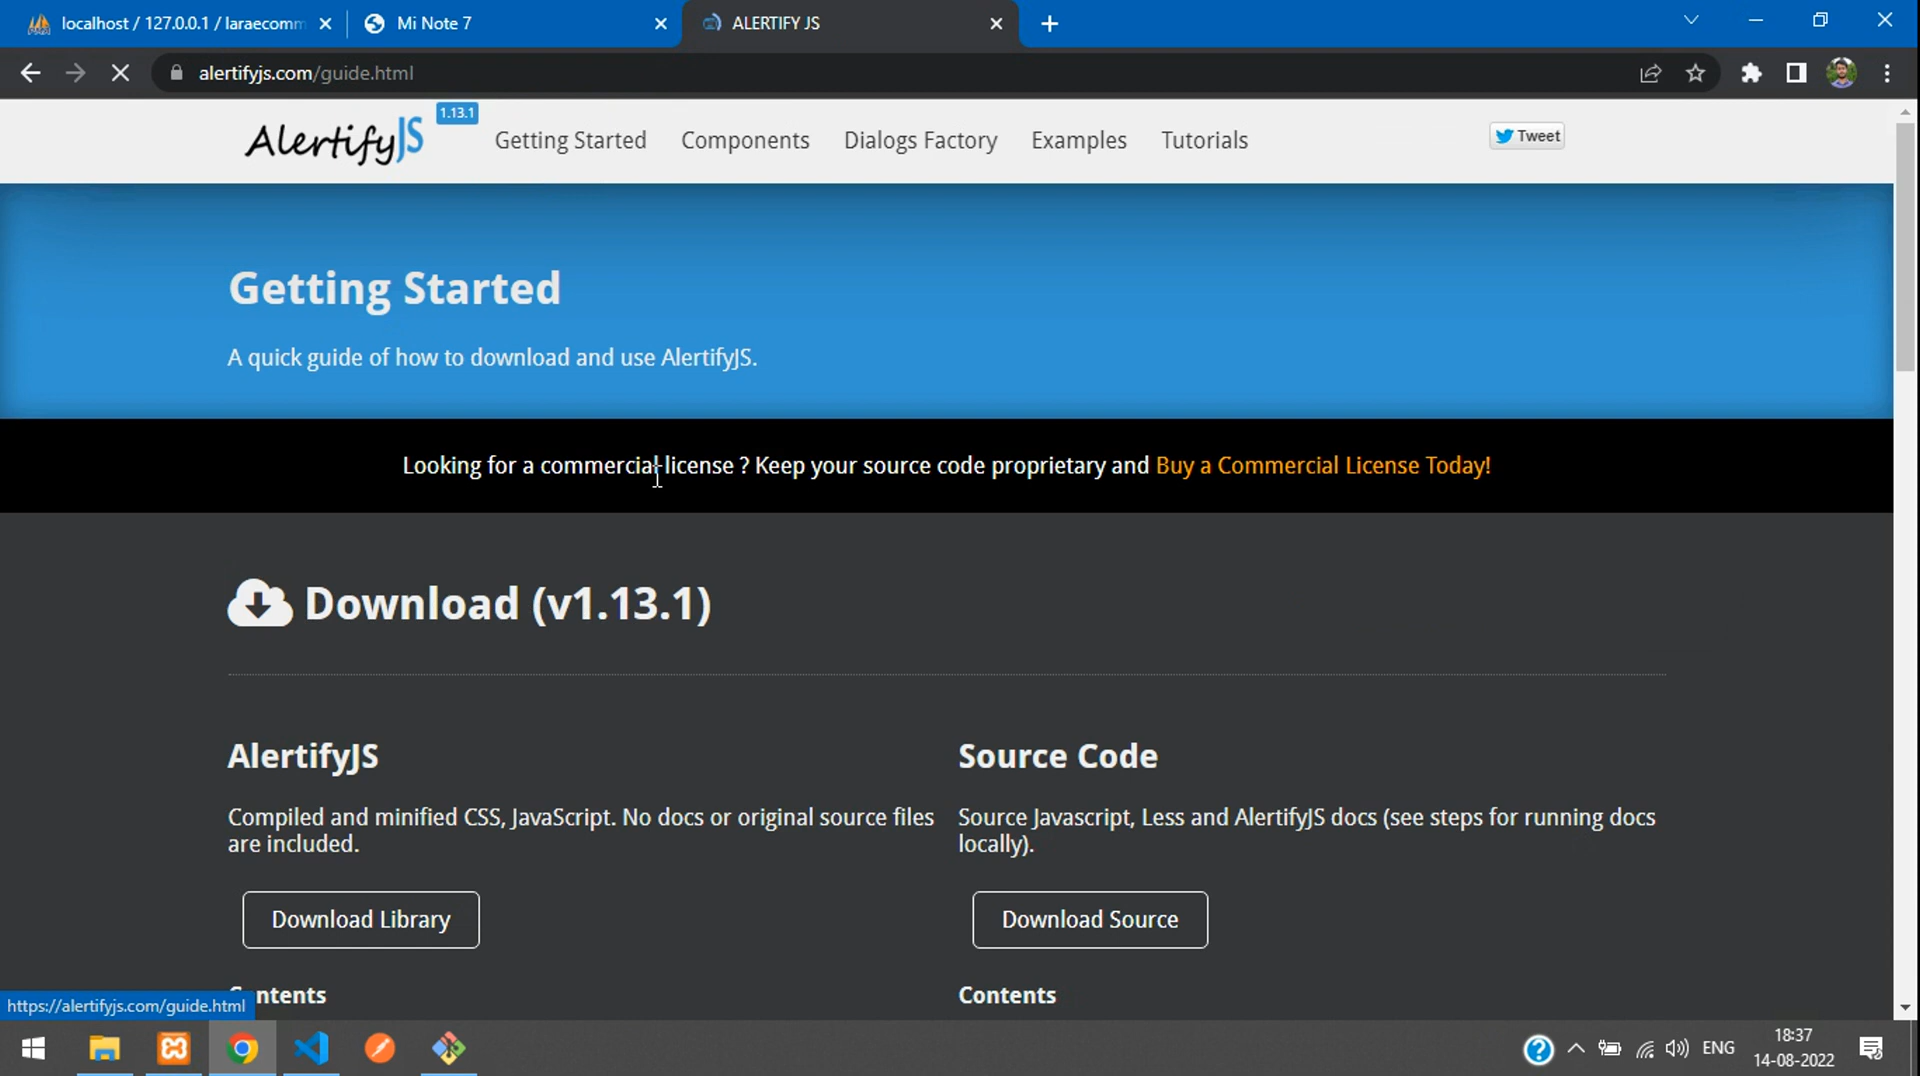 localhost / 127.0.0.1 / laraecomm
Mi Note 7
ALERTIFY JS
alertifyjs.com/guide.html
AlertifyJS
1.13.1
Getting Started
Components
Dialogs Factory
Examples
Tutorials
Tweet
Getting Started
A quick guide of how to download and use AlertifyJS.
Looking for a commercial license ? Keep your source code proprietary and Buy a Commercial License Today!
Download (v1.13.1)
AlertifyJS
Compiled and minified CSS, JavaScript. No docs or original source files
are included.
Download Library
Contents
Source Code
Source Javascript, Less and AlertifyJS docs (see steps for running docs
locally).
Download Source
Contents
https://alertifyjs.com/guide.html
ENG
18:37
14-08-2022